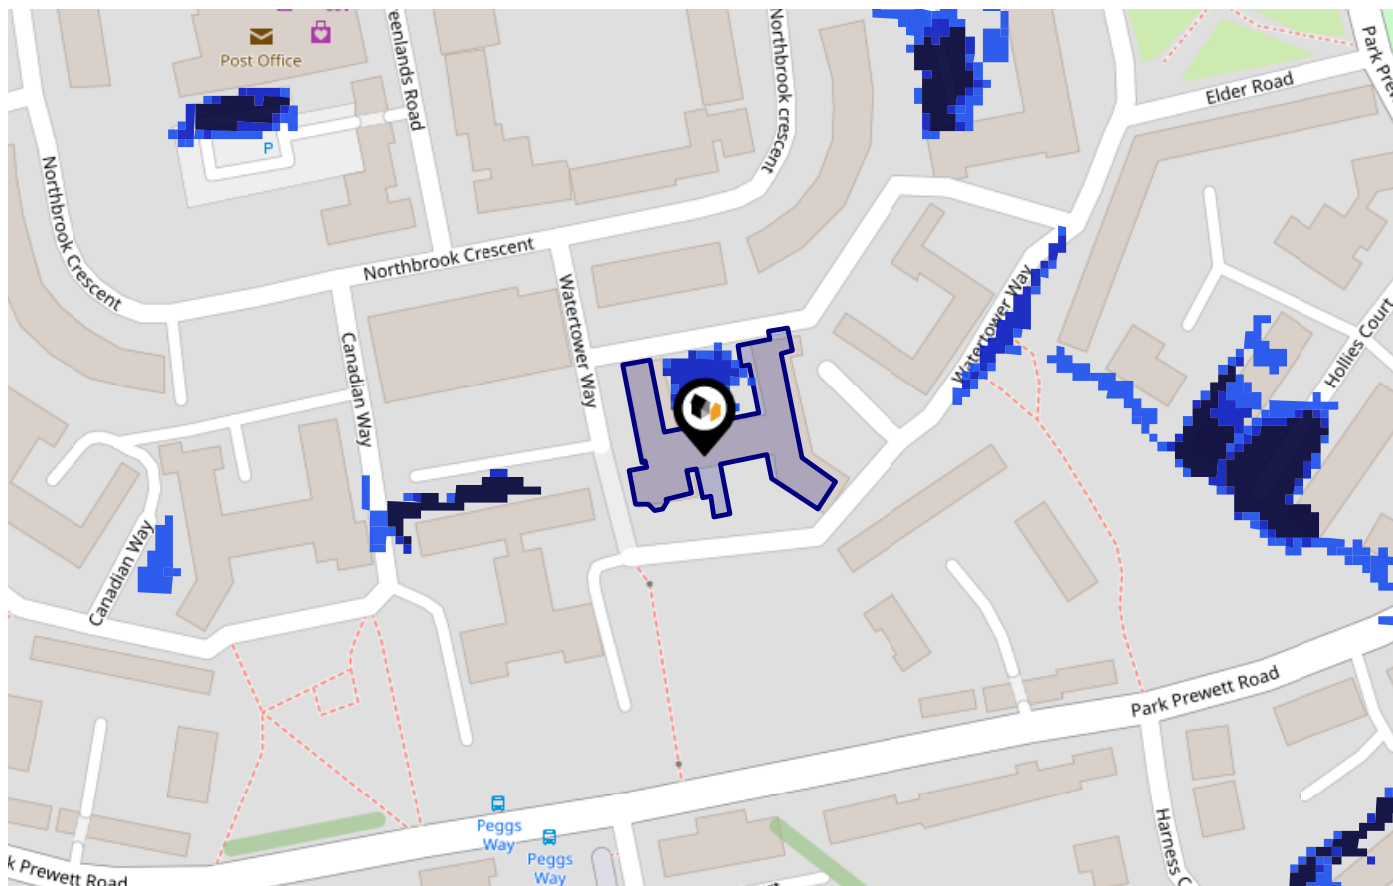 Post Office
P
eenlands Road
Northbrook crescent
Park Prew
Elder Road
Northbrook Crescent
Northbrook Crescent
Watertower Way
Watertower Way
Canadian Way
Hollies Court
Canadian Way
Park Prewett Road
Peggs
Way
Peggs
Way
Harness C
k Prewett Road